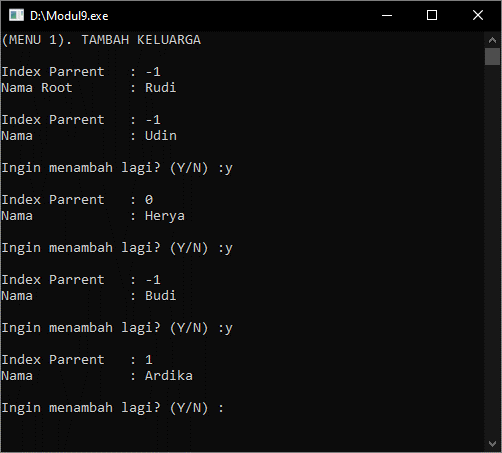 D:\Modul9.exe
(MENU 1). TAMBAH KELUARGA
Index Parrent   : -1
Nama Root       : Rudi
Index Parrent   : -1
Nama            : Udin
Ingin menambah lagi? (Y/N) :y
Index Parrent   : 0
Nama            : Herya
Ingin menambah lagi? (Y/N) :y
Index Parrent   : -1
Nama            : Budi
Ingin menambah lagi? (Y/N) :y
Index Parrent   : 1
Nama            : Ardika
Ingin menambah lagi? (Y/N) :